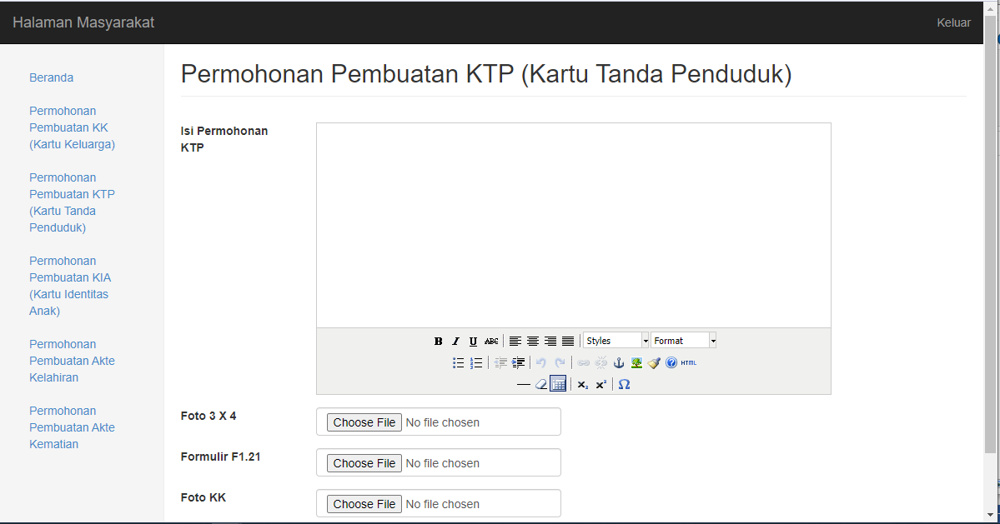 Halaman Masyarakat
Keluar
Beranda
Permohonan
Pembuatan KK
(Kartu Keluarga)
Permohonan
Pembuatan KTP
(Kartu Tanda
Penduduk)
Permohonan
Pembuatan KIA
(Kartu Identitas
Anak)
Permohonan
Pembuatan Akte
Kelahiran
Permohonan
Pembuatan Akte
Kematian
Permohonan Pembuatan KTP (Kartu Tanda Penduduk)
Isi Permohonan
KTP
B I U ABC Styles Format
HTML
x₂ x² Ω
Foto 3 X 4
Choose File No file chosen
Formulir F1.21
Choose File No file chosen
Foto KK
Choose File No file chosen